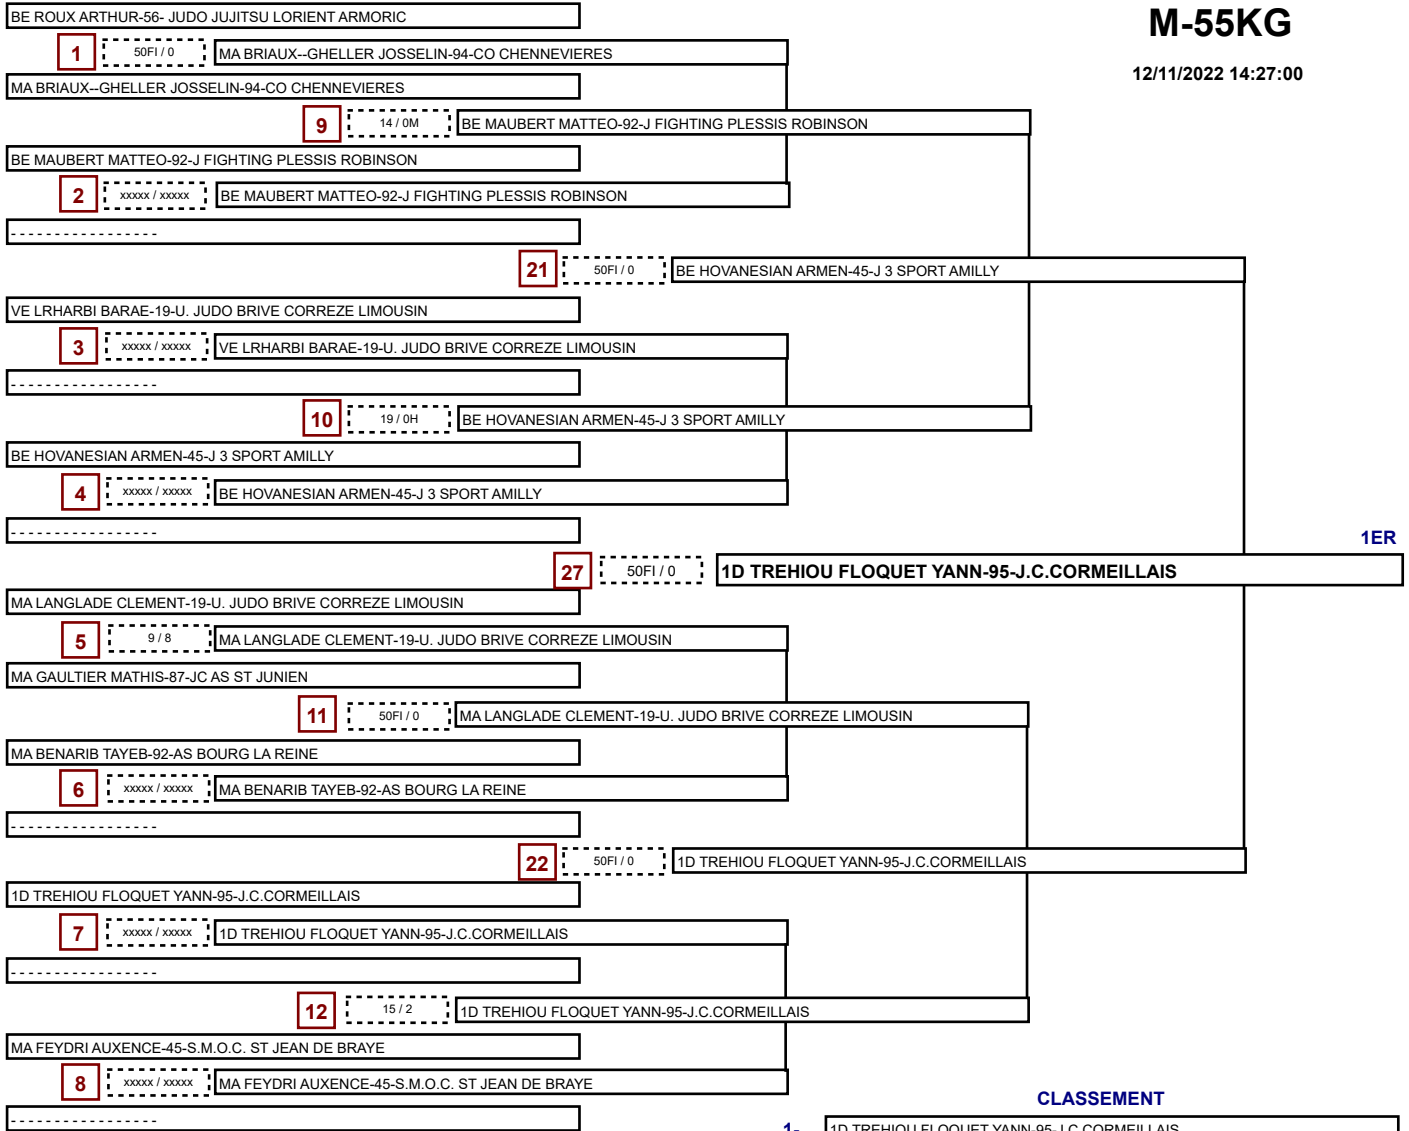 BE ROUX ARTHUR-56- JUDO JUJITSU LORIENT ARMORIC
M-55KG
1 50FI / 0 MA BRIAUX--GHELLER JOSSELIN-94-CO CHENNEVIERES
12/11/2022 14:27:00
MA BRIAUX--GHELLER JOSSELIN-94-CO CHENNEVIERES
9 14 / 0M BE MAUBERT MATTEO-92-J FIGHTING PLESSIS ROBINSON
BE MAUBERT MATTEO-92-J FIGHTING PLESSIS ROBINSON
2 xxxxx / xxxxx BE MAUBERT MATTEO-92-J FIGHTING PLESSIS ROBINSON
- - - - - - - - - - - - - - - - -
21 50FI / 0 BE HOVANESIAN ARMEN-45-J 3 SPORT AMILLY
VE LRHARBI BARAE-19-U. JUDO BRIVE CORREZE LIMOUSIN
3 xxxxx / xxxxx VE LRHARBI BARAE-19-U. JUDO BRIVE CORREZE LIMOUSIN
- - - - - - - - - - - - - - - - -
10 19 / 0H BE HOVANESIAN ARMEN-45-J 3 SPORT AMILLY
BE HOVANESIAN ARMEN-45-J 3 SPORT AMILLY
4 xxxxx / xxxxx BE HOVANESIAN ARMEN-45-J 3 SPORT AMILLY
- - - - - - - - - - - - - - - - -
1ER
27 50FI / 0 1D TREHIOU FLOQUET YANN-95-J.C.CORMEILLAIS
MA LANGLADE CLEMENT-19-U. JUDO BRIVE CORREZE LIMOUSIN
5 9 / 8 MA LANGLADE CLEMENT-19-U. JUDO BRIVE CORREZE LIMOUSIN
MA GAULTIER MATHIS-87-JC AS ST JUNIEN
11 50FI / 0 MA LANGLADE CLEMENT-19-U. JUDO BRIVE CORREZE LIMOUSIN
MA BENARIB TAYEB-92-AS BOURG LA REINE
6 xxxxx / xxxxx MA BENARIB TAYEB-92-AS BOURG LA REINE
- - - - - - - - - - - - - - - - -
22 50FI / 0 1D TREHIOU FLOQUET YANN-95-J.C.CORMEILLAIS
1D TREHIOU FLOQUET YANN-95-J.C.CORMEILLAIS
7 xxxxx / xxxxx 1D TREHIOU FLOQUET YANN-95-J.C.CORMEILLAIS
- - - - - - - - - - - - - - - - -
12 15 / 2 1D TREHIOU FLOQUET YANN-95-J.C.CORMEILLAIS
MA FEYDRI AUXENCE-45-S.M.O.C. ST JEAN DE BRAYE
8 xxxxx / xxxxx MA FEYDRI AUXENCE-45-S.M.O.C. ST JEAN DE BRAYE
CLASSEMENT
- - - - - - - - - - - - - - - - -
1- 1D TREHIOU FLOQUET YANN-95-J.C.CORMEILLAIS